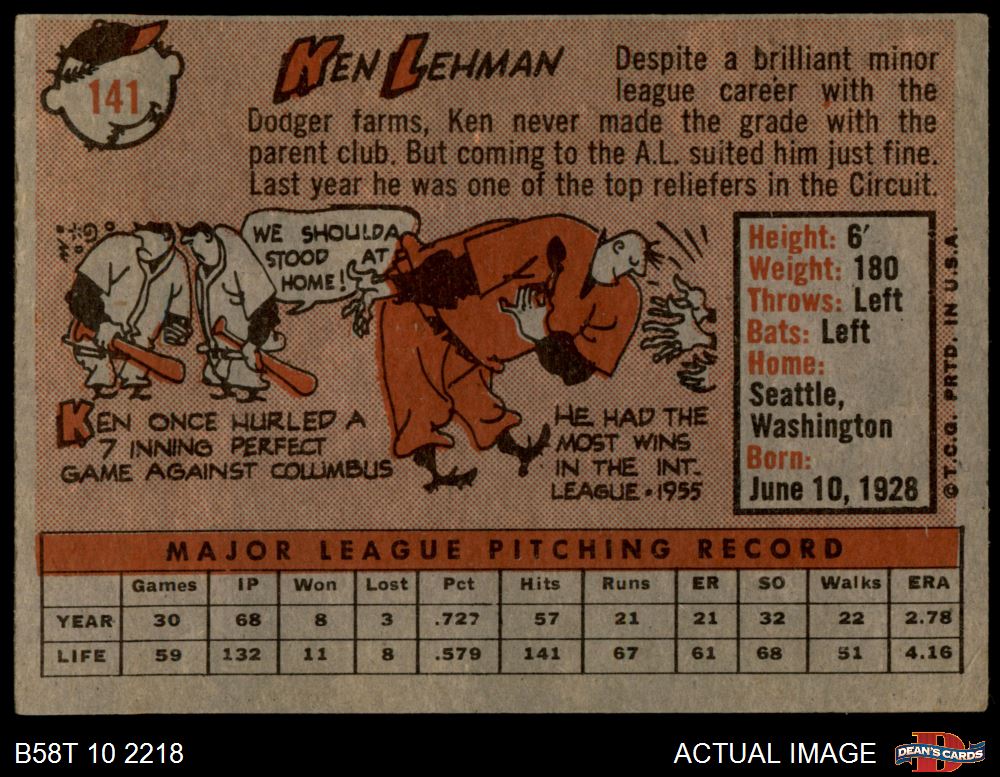 141
KEN LEHMAN
Despite a brilliant minor
league career with the
Dodger farms, Ken never made the grade with the
parent club. But coming to the A.L. suited him just fine.
Last year he was one of the top reliefers in the Circuit.
WE SHOULDA
STOOD AT
HOME!
KEN ONCE HURLED A
7 INNING PERFECT
GAME AGAINST COLUMBUS
HE HAD THE
MOST WINS
IN THE INT.
LEAGUE • 1955
Height: 6′
Weight: 180
Throws: Left
Bats: Left
Home:
Seattle,
Washington
Born:
June 10, 1928
© T.C.G. PRTD. IN U.S.A.
MAJOR LEAGUE PITCHING RECORD
Games IP Won Lost Pct Hits Runs ER SO Walks ERA
YEAR 30 68 8 3 .727 57 21 21 32 22 2.78
LIFE 59 132 11 8 .579 141 67 61 68 51 4.16
B58T 10 2218
ACTUAL IMAGE
D
DEAN'S CARDS